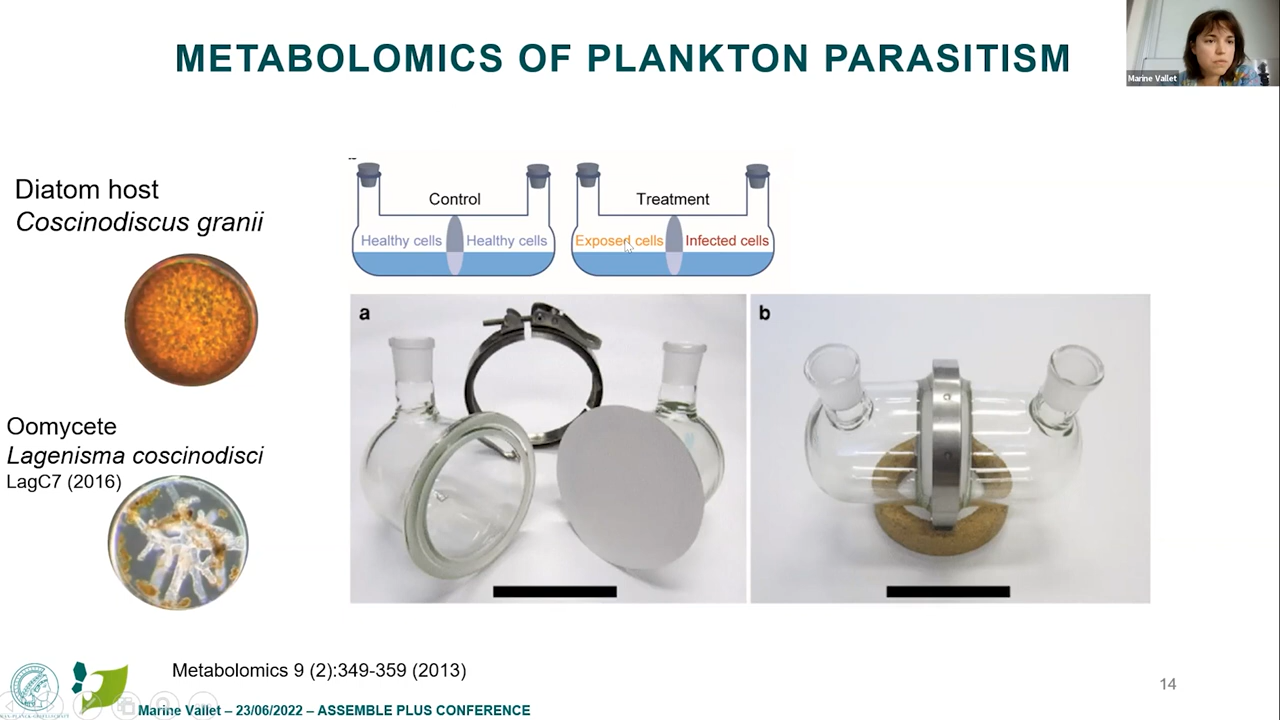 METABOLOMICS OF PLANKTON PARASITISM
Marine Vallet
Diatom host
Coscinodiscus granii
Control
Healthy cells Healthy cells
Treatment
Exposed cells Infected cells
a
b
Oomycete
Lagenisma coscinodisci
LagC7 (2016)
Metabolomics 9 (2):349-359 (2013)
14
Marine Vallet – 23/06/2022 – ASSEMBLE PLUS CONFERENCE